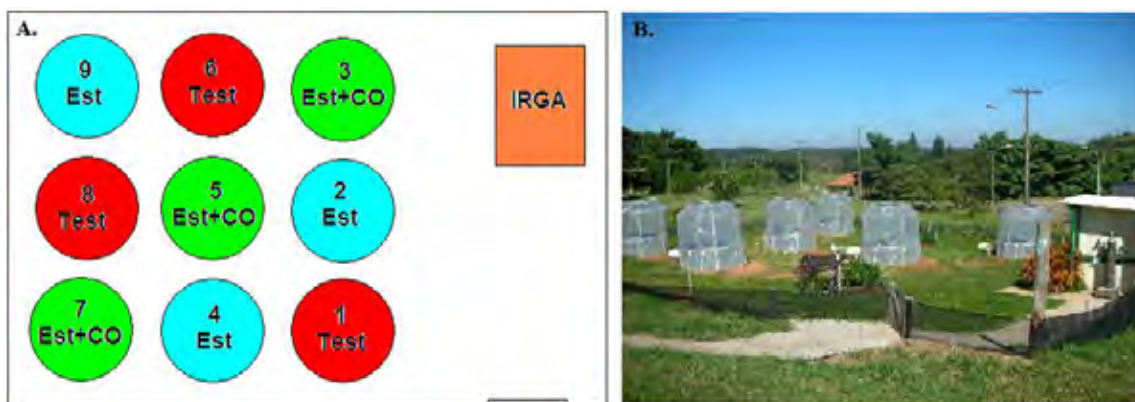 A.
9
Est
6
Test
3
Est+CO
IRGA
8
Test
5
Est+CO
2
Est
7
Est+CO
4
Est
1
Test
B.